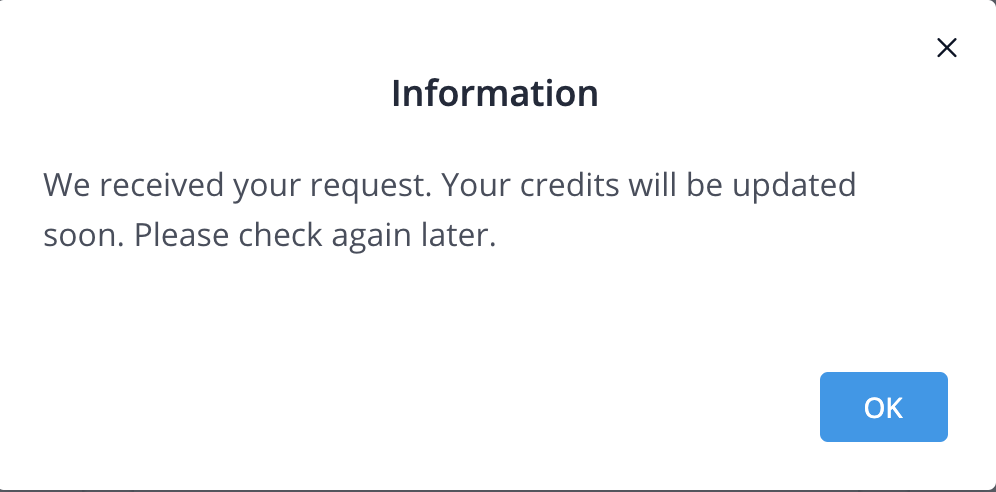 Information
We received your request. Your credits will be updated
soon. Please check again later.
OK